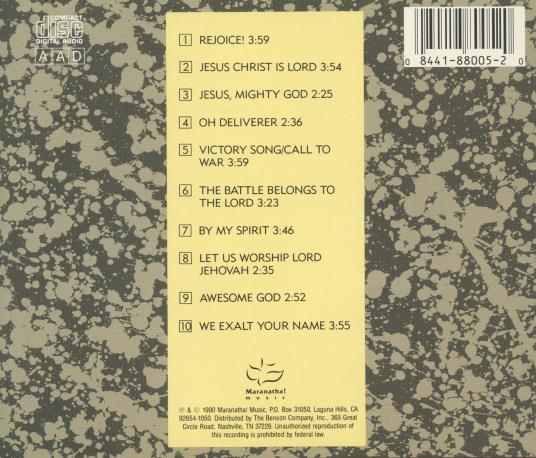 COMPACT
disc
DIGITAL AUDIO
AAD
0 8441-88005-2 0
1 REJOICE! 3:59
2 JESUS CHRIST IS LORD 3:54
3 JESUS, MIGHTY GOD 2:25
4 OH DELIVERER 2:36
5 VICTORY SONG/CALL TO
WAR 3:59
6 THE BATTLE BELONGS TO
THE LORD 3:23
7 BY MY SPIRIT 3:46
8 LET US WORSHIP LORD
JEHOVAH 2:35
9 AWESOME GOD 2:52
10 WE EXALT YOUR NAME 3:55
Maranatha!
music
℗ & © 1990 Maranatha! Music, P.O. Box 31050, Laguna Hills, CA
92654-1050. Distributed by The Benson Company, Inc., 365 Great
Circle Road, Nashville, TN 37228. Unauthorized reproduction of
this recording is prohibited by federal law.